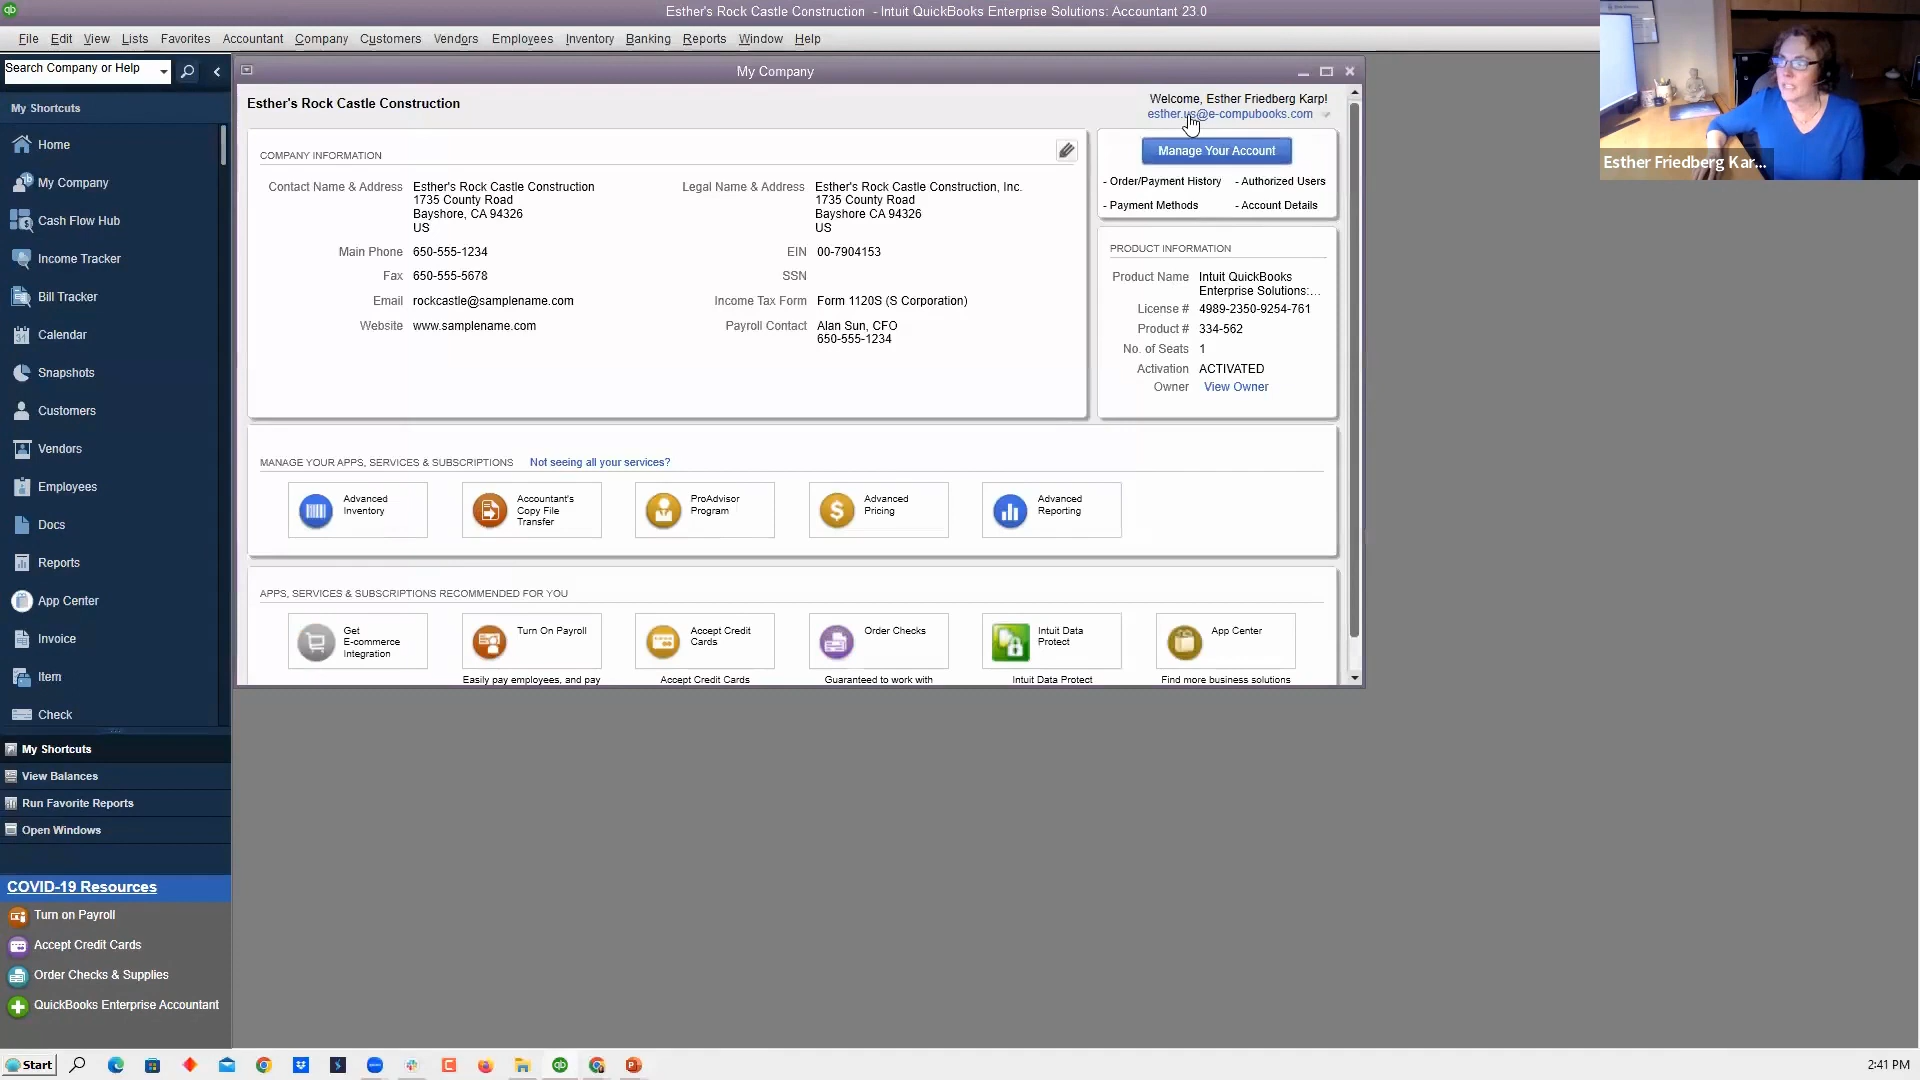 Esther's Rock Castle Construction - Intuit QuickBooks Enterprise Solutions: Accountant 23.0
File Edit View Lists Favorites Accountant Company Customers Vendors Employees Inventory Banking Reports Window Help
Search Company or Help
My Shortcuts
Home
My Company
Cash Flow Hub
Income Tracker
Bill Tracker
Calendar
Snapshots
Customers
Vendors
Employees
Docs
Reports
App Center
Invoice
Item
Check
My Shortcuts
View Balances
Run Favorite Reports
Open Windows
COVID-19 Resources
Turn on Payroll
Accept Credit Cards
Order Checks & Supplies
QuickBooks Enterprise Accountant
My Company
Esther's Rock Castle Construction
Welcome, Esther Friedberg Karp!
esther.us@e-compubooks.com
COMPANY INFORMATION
Contact Name & Address Esther's Rock Castle Construction
1735 County Road
Bayshore, CA 94326
US
Main Phone 650-555-1234
Fax 650-555-5678
Email rockcastle@samplename.com
Website www.samplename.com
Legal Name & Address Esther's Rock Castle Construction, Inc.
1735 County Road
Bayshore CA 94326
US
EIN 00-7904153
SSN
Income Tax Form Form 1120S (S Corporation)
Payroll Contact Alan Sun, CFO
650-555-1234
Manage Your Account
- Order/Payment History - Authorized Users
- Payment Methods - Account Details
PRODUCT INFORMATION
Product Name Intuit QuickBooks
Enterprise Solutions:...
License # 4989-2350-9254-761
Product # 334-562
No. of Seats 1
Activation ACTIVATED
Owner View Owner
MANAGE YOUR APPS, SERVICES & SUBSCRIPTIONS Not seeing all your services?
Advanced
Inventory
Accountant's
Copy File
Transfer
ProAdvisor
Program
Advanced
Pricing
Advanced
Reporting
APPS, SERVICES & SUBSCRIPTIONS RECOMMENDED FOR YOU
Get
E-commerce
Integration
Turn On Payroll
Accept Credit
Cards
Order Checks
Intuit Data
Protect
App Center
Easily pay employees, and pay
Accept Credit Cards
Guaranteed to work with
Intuit Data Protect
Find more business solutions
Esther Friedberg Kar...
Start
2:41 PM